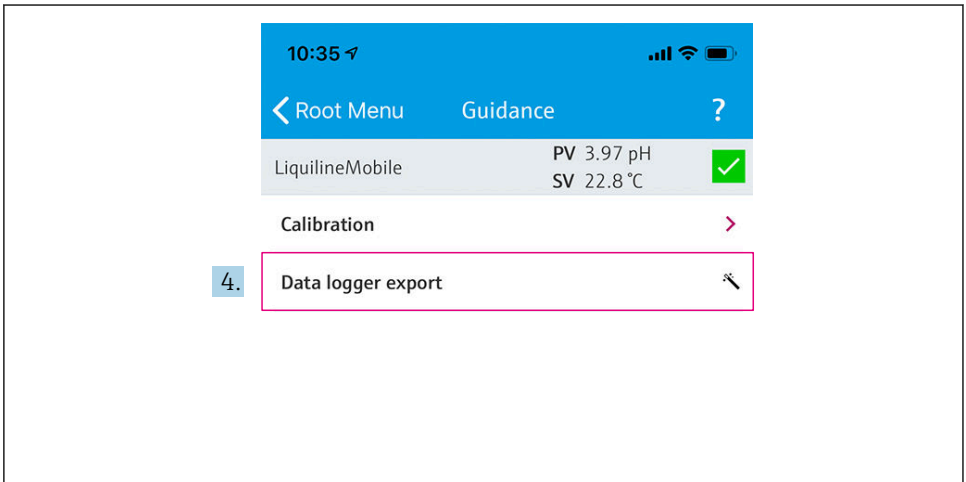 10:35
Root Menu Guidance ?
LiquilineMobile
PV 3.97 pH
SV 22.8 °C
Calibration
4. Data logger export